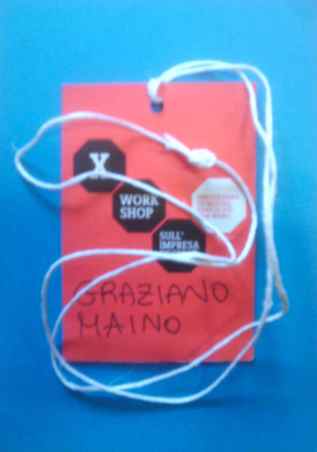 X
WORK
SHOP
SULL'
IMPRESA
GRAZIANO
MAINO